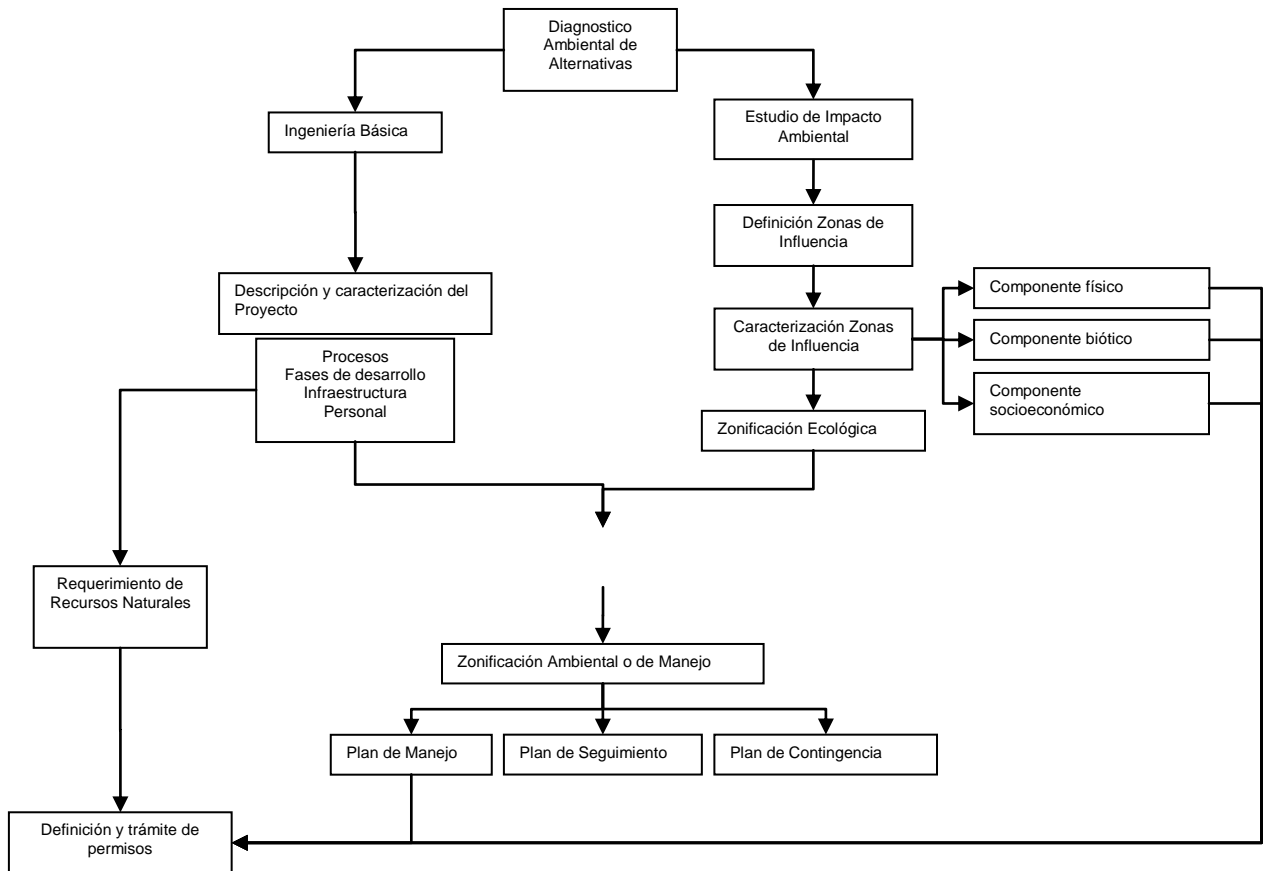 Diagnostico
Ambiental de
Alternativas
Ingeniería Básica
Estudio de Impacto
Ambiental
Definición Zonas de
Influencia
Descripción y caracterización del
Proyecto
Caracterización Zonas
de Influencia
Componente físico
Componente biótico
Componente
socioeconómico
Procesos
Fases de desarrollo
Infraestructura
Personal
Zonificación Ecológica
Requerimiento de
Recursos Naturales
Zonificación Ambiental o de Manejo
Plan de Manejo
Plan de Seguimiento
Plan de Contingencia
Definición y trámite de
permisos